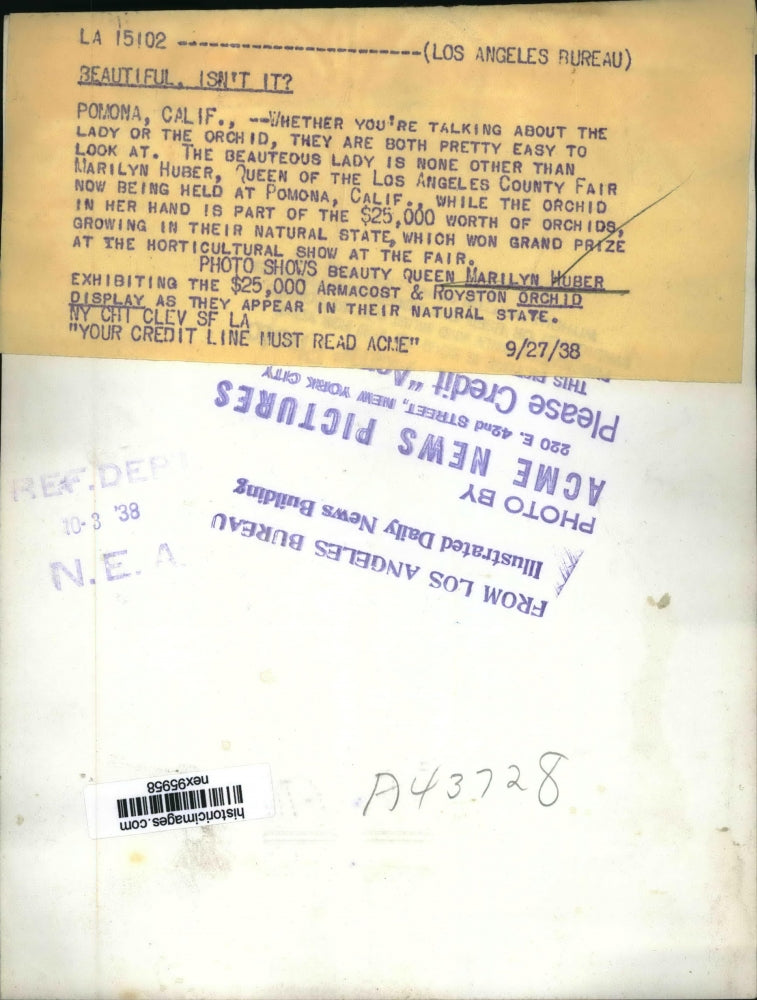 LA 15102 ------------------------(LOS ANGELES BUREAU)
BEAUTIFUL, ISN'T IT?
POMONA, CALIF., --WHETHER YOU'RE TALKING ABOUT THE
LADY OR THE ORCHID, THEY ARE BOTH PRETTY EASY TO
LOOK AT. THE BEAUTEOUS LADY IS NONE OTHER THAN
MARILYN HUBER, QUEEN OF THE LOS ANGELES COUNTY FAIR
NOW BEING HELD AT POMONA, CALIF., WHILE THE ORCHID
IN HER HAND IS PART OF THE $25,000 WORTH OF ORCHIDS,
GROWING IN THEIR NATURAL STATE, WHICH WON GRAND PRIZE
AT THE HORTICULTURAL SHOW AT THE FAIR.
PHOTO SHOWS BEAUTY QUEEN MARILYN HUBER
EXHIBITING THE $25,000 ARMACOST & ROYSTON ORCHID
DISPLAY AS THEY APPEAR IN THEIR NATURAL STATE.
NY CHI CLEV SF LA
"YOUR CREDIT LINE MUST READ ACME" 9/27/38
THIS
Please Credit "Acm
220 E. 42nd STREET, NEW YORK CITY
ACME NEWS PICTURES
PHOTO BY
Illustrated Daily News Building
FROM LOS ANGELES BUREAU
REF. DEPT
10-3 '38
N.E.A.
A43728
historicimages.com
nex95958